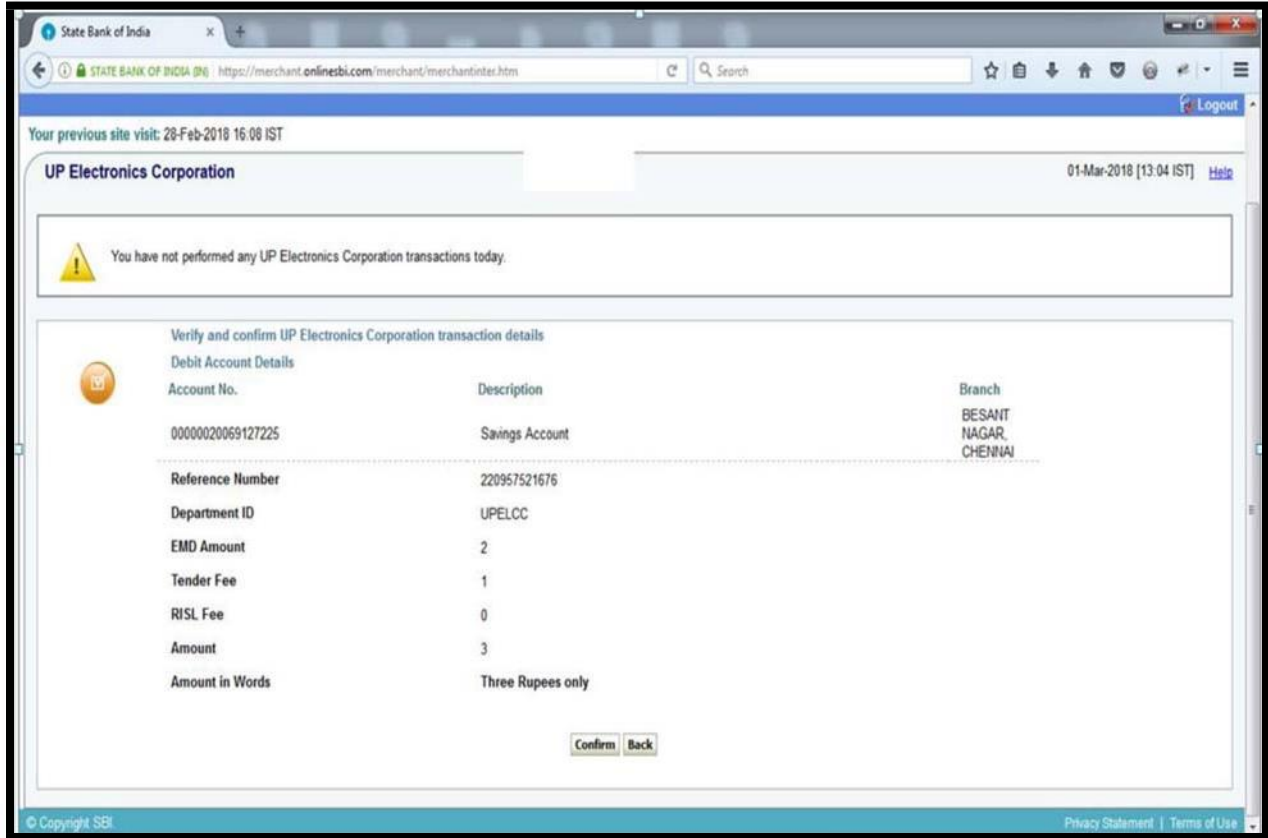 State Bank of India
STATE BANK OF INDIA (IN) https://merchant.onlinesbi.com/merchant/merchantinter.htm Search
Logout
Your previous site visit: 28-Feb-2018 16:08 IST
UP Electronics Corporation 01-Mar-2018 [13:04 IST] Help
You have not performed any UP Electronics Corporation transactions today.
Verify and confirm UP Electronics Corporation transaction details
Debit Account Details
Account No. Description Branch
00000020069127225 Savings Account BESANT NAGAR, CHENNAI
Reference Number 220957521676
Department ID UPELCC
EMD Amount 2
Tender Fee 1
RISL Fee 0
Amount 3
Amount in Words Three Rupees only
Confirm Back
© Copyright SBI. Privacy Statement | Terms of Use